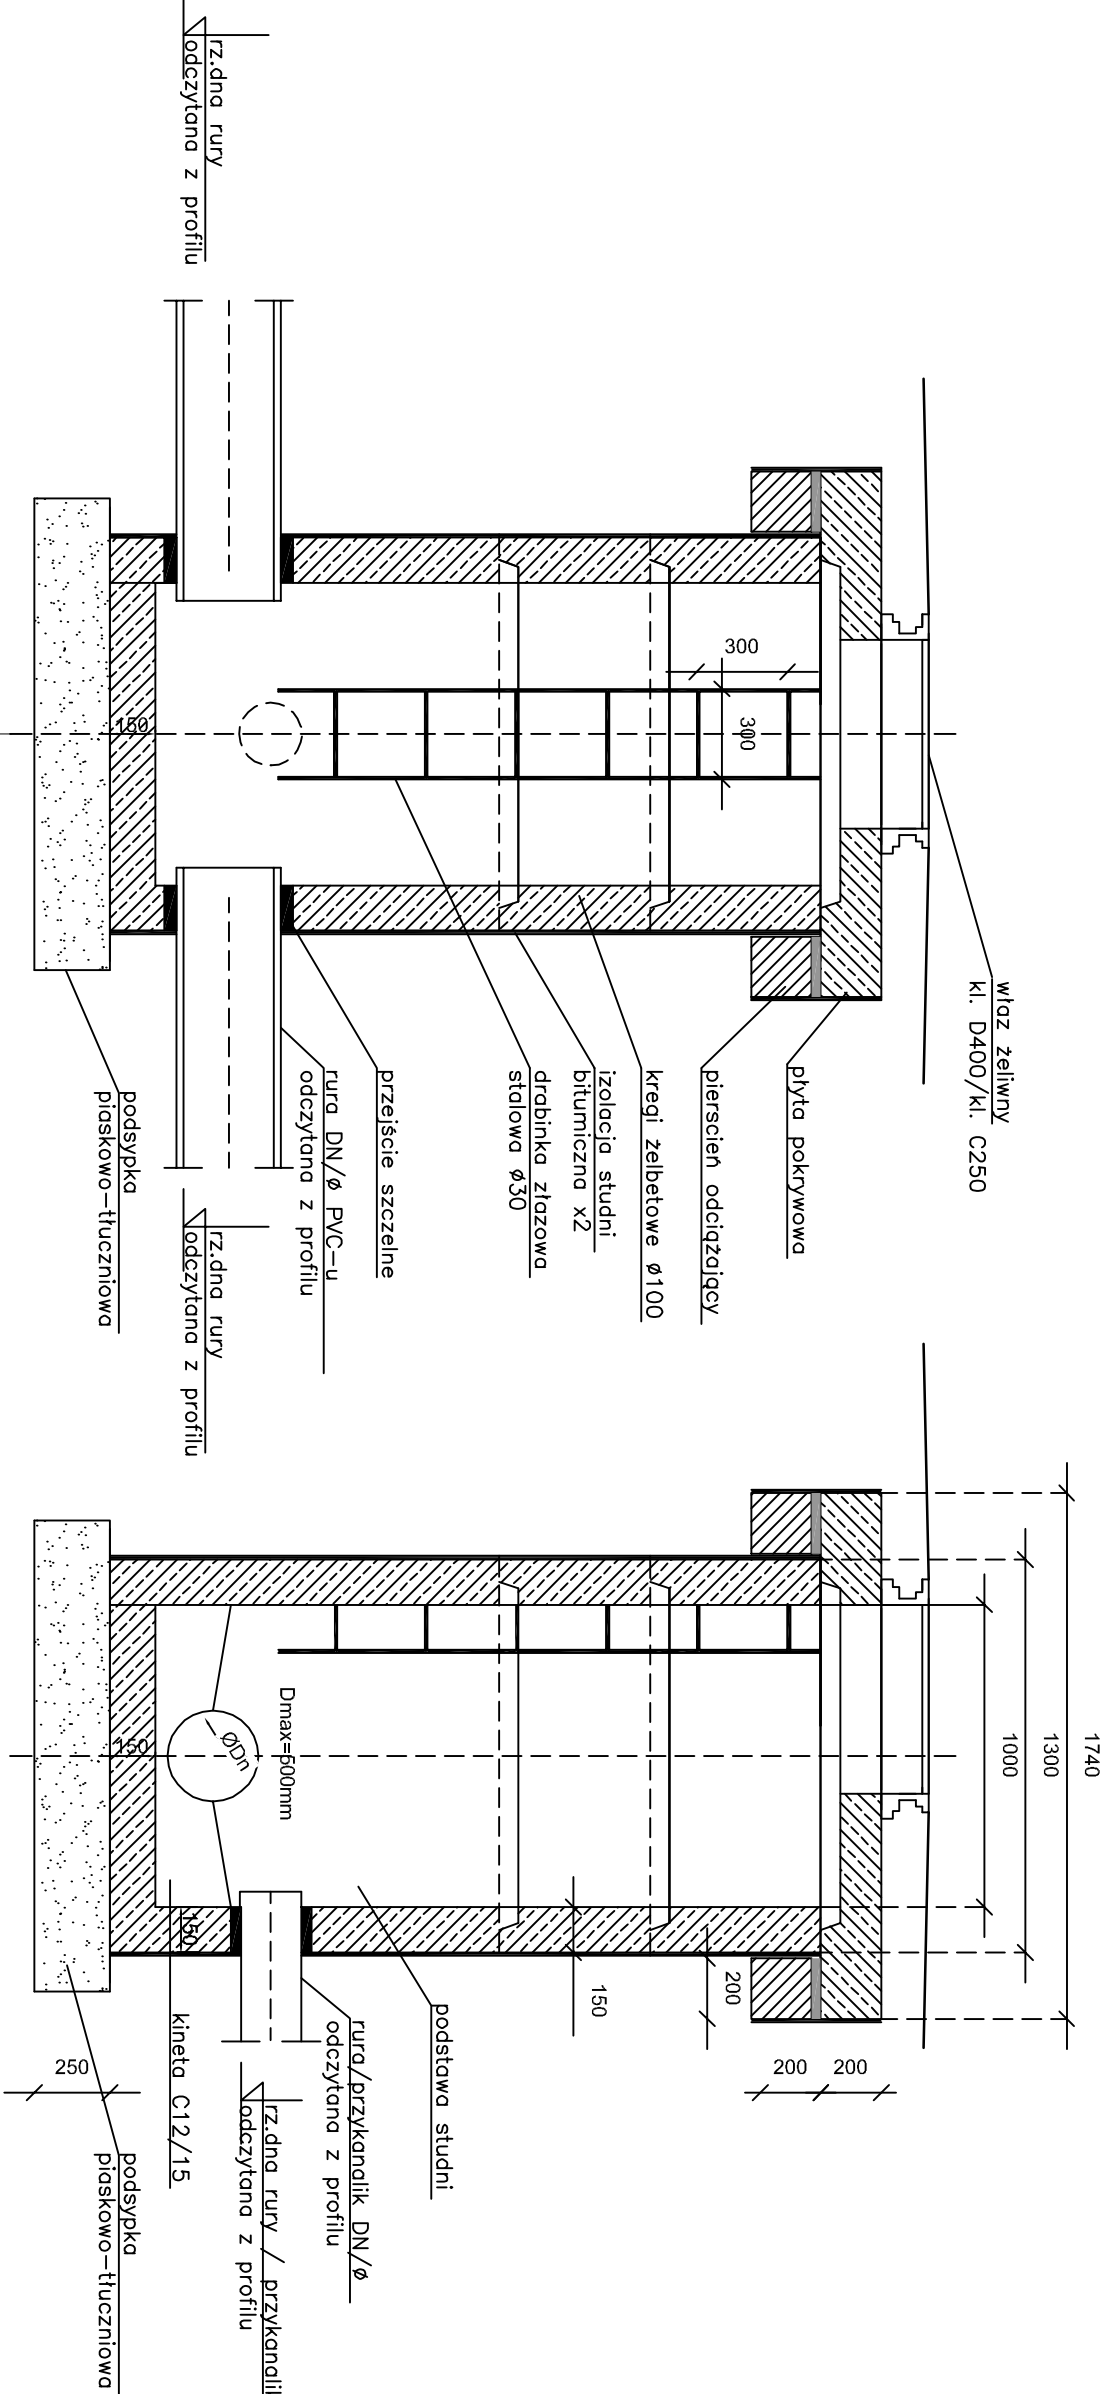 rz.dna rury
odczytana z profilu
właz żeliwny
kl. D400/kl. C250
płyta pokrywowa
pierscień odciążający
kręgi żelbetowe ø100
izolacja studni
bitumiczna x2
drabinka złazowa
stalowa ø30
przejście szczelne
rura DN/ø PVC-u
odczytana z profilu
rz.dna rury
odczytana z profilu
podsypka
piaskowo-tłuczniowa
300
300
150
1740
1300
1000
200
150
200
200
Dmax=600mm
ØDn
150
150
250
podstawa studni
rura/przykanalik DN/ø
odczytana z profilu
rz.dna rury / przykanalik
odczytana z profilu
kineta C12/15
podsypka
piaskowo-tłuczniowa